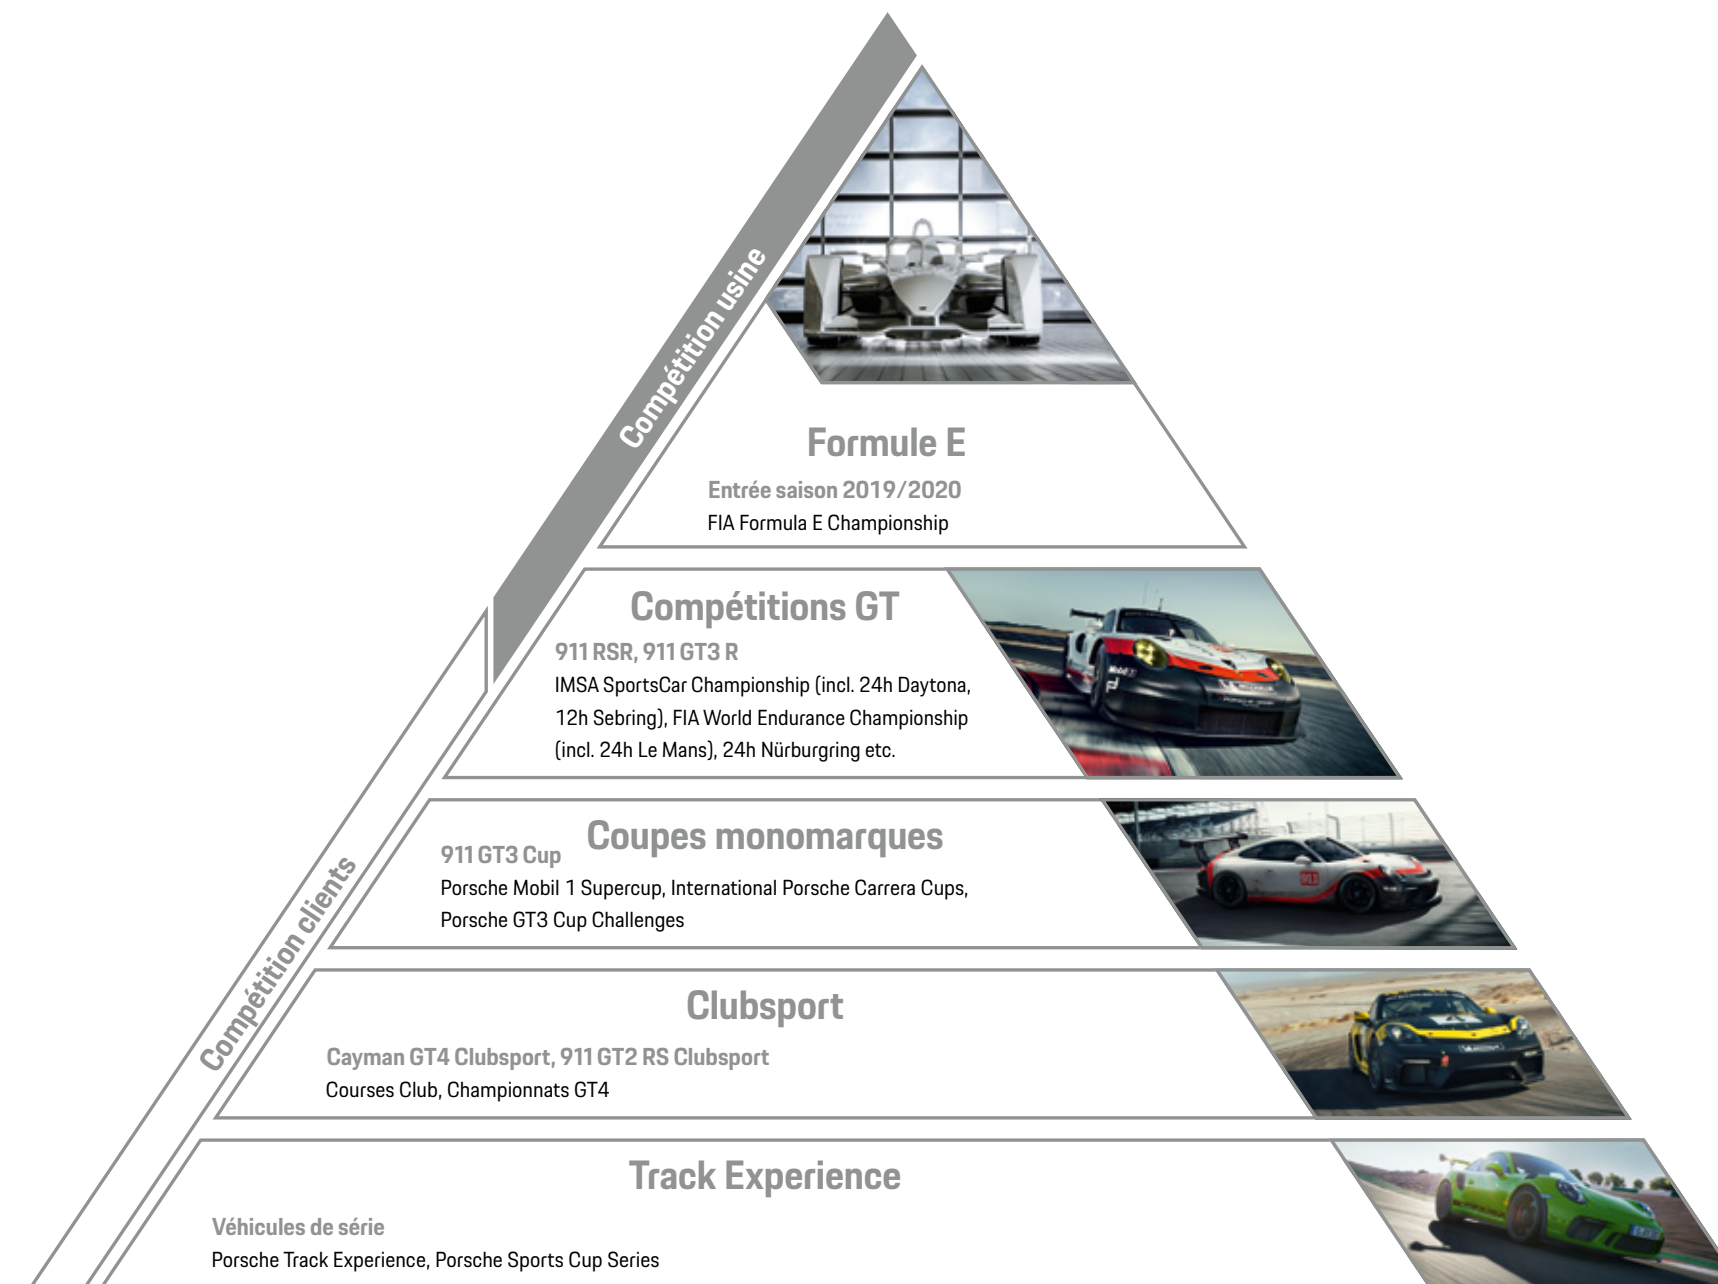 Compétition usine
Formule E
Entrée saison 2019/2020
FIA Formula E Championship
Compétitions GT
911 RSR, 911 GT3 R
IMSA SportsCar Championship (incl. 24h Daytona,
12h Sebring), FIA World Endurance Championship
(incl. 24h Le Mans), 24h Nürburgring etc.
Compétition clients
Coupes monomarques
911 GT3 Cup
Porsche Mobil 1 Supercup, International Porsche Carrera Cups,
Porsche GT3 Cup Challenges
Clubsport
Cayman GT4 Clubsport, 911 GT2 RS Clubsport
Courses Club, Championnats GT4
Track Experience
Véhicules de série
Porsche Track Experience, Porsche Sports Cup Series